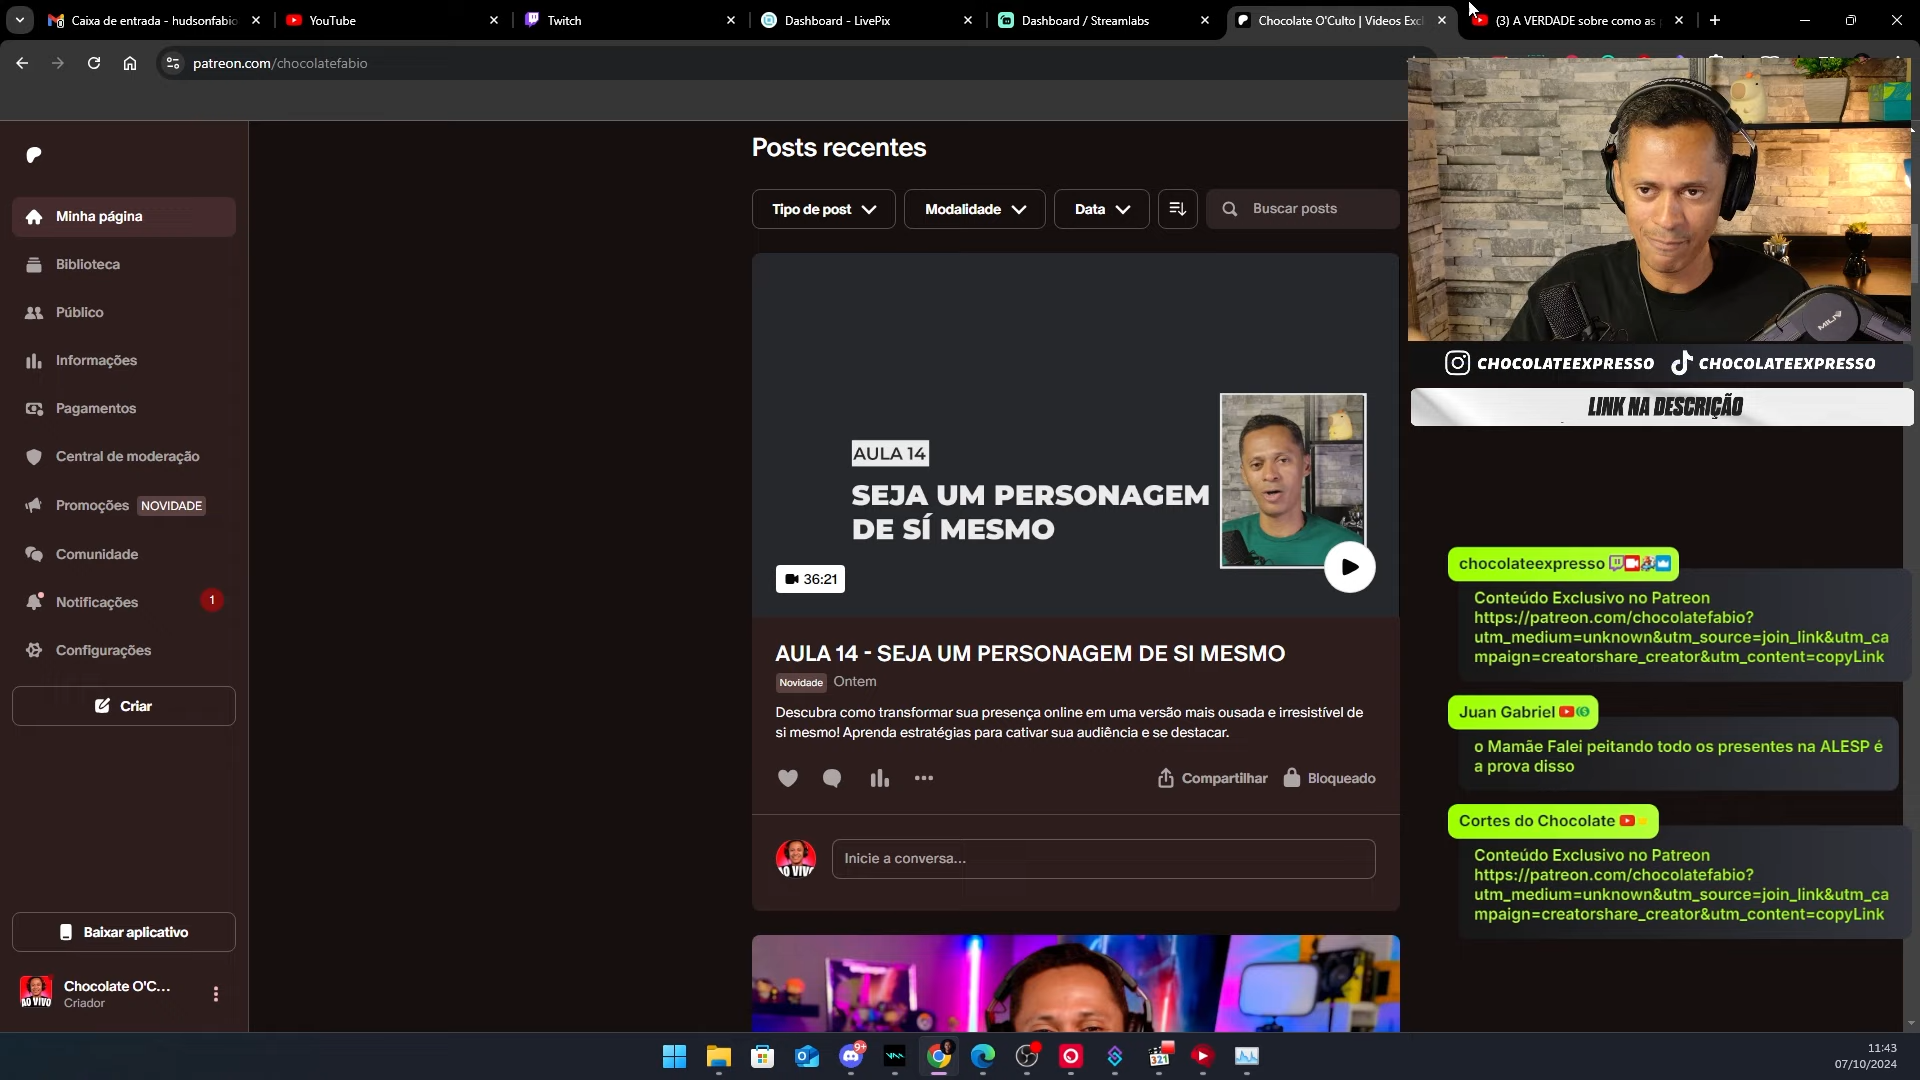 Caixa de entrada - hudsonfabio
YouTube
Twitch
Dashboard - LivePix
Dashboard / Streamlabs
Chocolate O'Culto | Videos Exc
(3) A VERDADE sobre como as
patreon.com/chocolatefabio
Minha página
Biblioteca
Público
Informações
Pagamentos
Central de moderação
Promoções NOVIDADE
Comunidade
Notificações 1
Configurações
Criar
Baixar aplicativo
Chocolate O'C...
Criador
AO VIVO
Posts recentes
Tipo de post
Modalidade
Data
Buscar posts
AULA 14
SEJA UM PERSONAGEM
DE SÍ MESMO
36:21
AULA 14 - SEJA UM PERSONAGEM DE SI MESMO
Novidade Ontem
Descubra como transformar sua presença online em uma versão mais ousada e irresistível de
si mesmo! Aprenda estratégias para cativar sua audiência e se destacar.
Compartilhar
Bloqueado
AO VIVO
Inicie a conversa...
CHOCOLATEEXPRESSO CHOCOLATEEXPRESSO
LINK NA DESCRIÇÃO
chocolateexpresso
Conteúdo Exclusivo no Patreon
https://patreon.com/chocolatefabio?
utm_medium=unknown&utm_source=join_link&utm_ca
mpaign=creatorshare_creator&utm_content=copyLink
Juan Gabriel
o Mamãe Falei peitando todo os presentes na ALESP é
a prova disso
Cortes do Chocolate
Conteúdo Exclusivo no Patreon
https://patreon.com/chocolatefabio?
utm_medium=unknown&utm_source=join_link&utm_ca
mpaign=creatorshare_creator&utm_content=copyLink
9+
321
11:43
07/10/2024